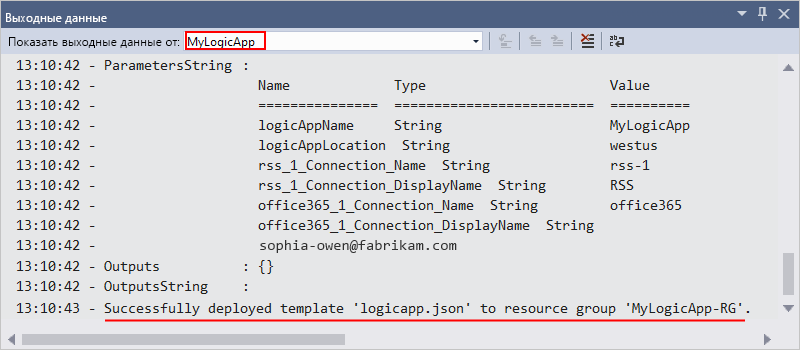 Выходные данные
Показать выходные данные от: MyLogicApp
13:10:42 - ParametersString :
13:10:42 - Name Type Value
13:10:42 - =============== ========================= ==========
13:10:42 - logicAppName String MyLogicApp
13:10:42 - logicAppLocation String westus
13:10:42 - rss_1_Connection_Name String rss-1
13:10:42 - rss_1_Connection_DisplayName String RSS
13:10:42 - office365_1_Connection_Name String office365
13:10:42 - office365_1_Connection_DisplayName String
13:10:42 - sophia-owen@fabrikam.com
13:10:42 - Outputs : {}
13:10:42 - OutputsString :
13:10:43 - Successfully deployed template 'logicapp.json' to resource group 'MyLogicApp-RG'.